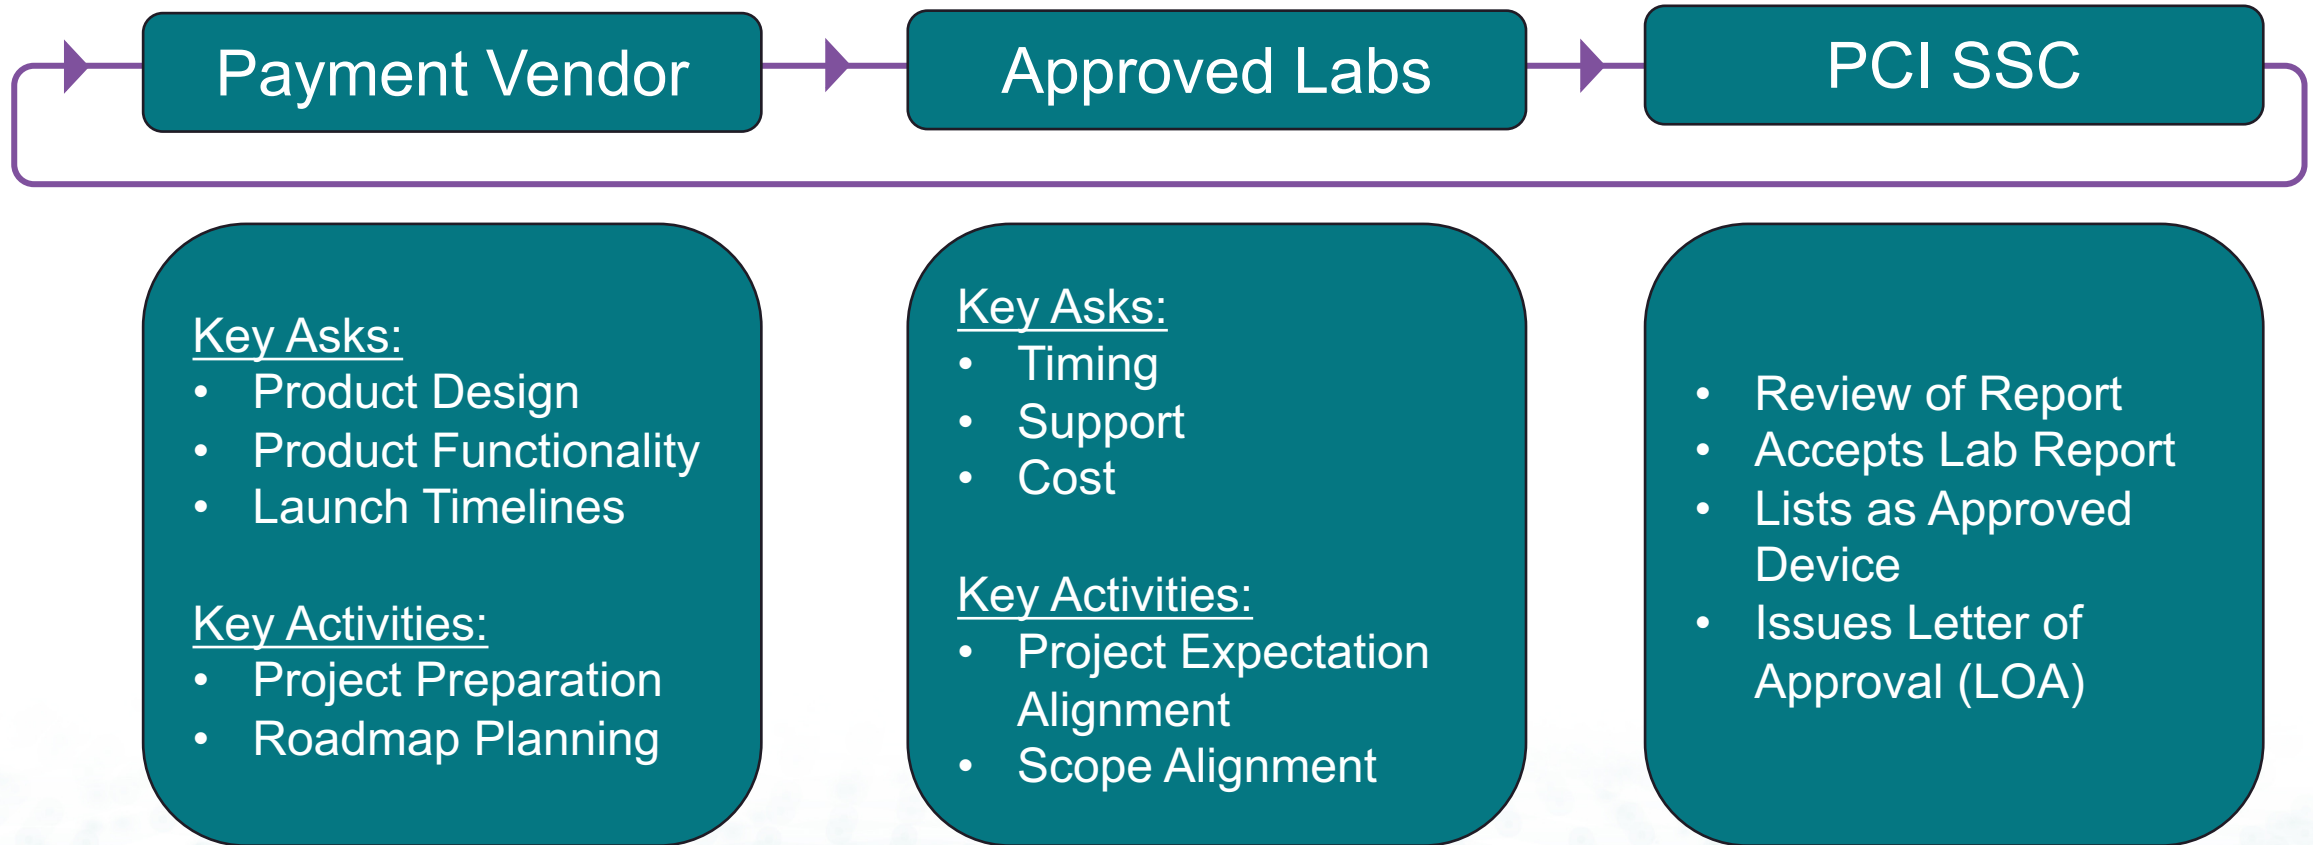 Payment Vendor
Approved Labs
PCI SSC
Key Asks:
• Product Design
• Product Functionality
• Launch Timelines
Key Activities:
• Project Preparation
• Roadmap Planning
Key Asks:
• Timing
• Support
• Cost
Key Activities:
• Project Expectation
Alignment
• Scope Alignment
• Review of Report
• Accepts Lab Report
• Lists as Approved
Device
• Issues Letter of
Approval (LOA)